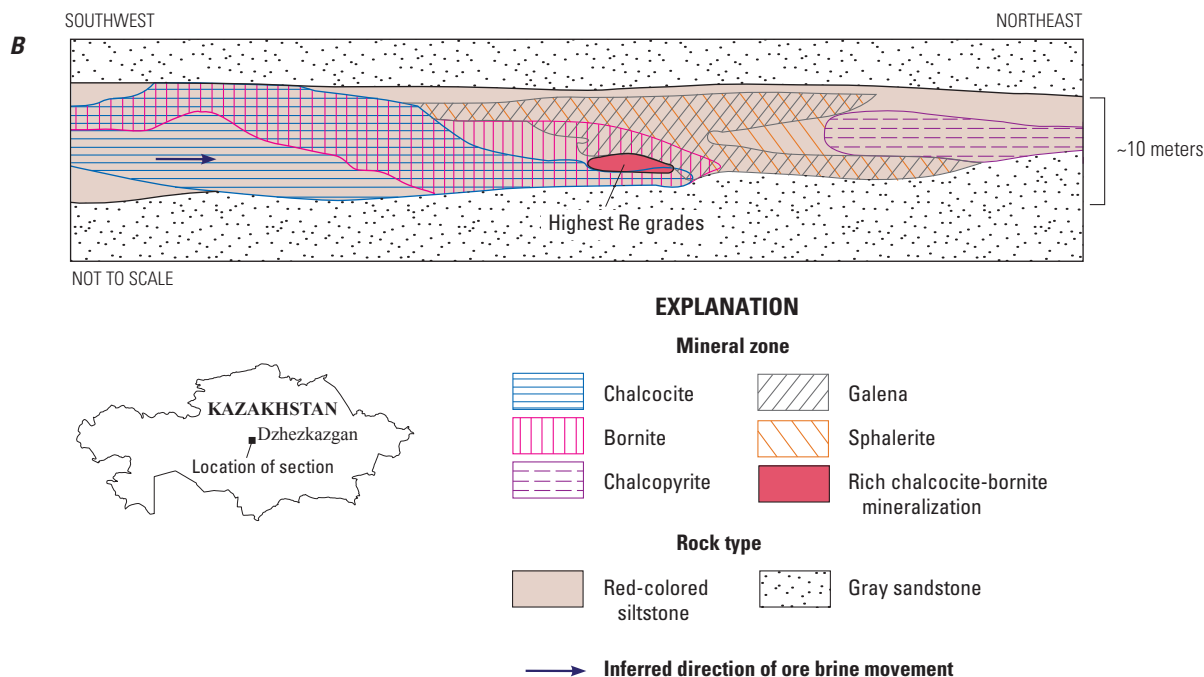 B
SOUTHWEST
NORTHEAST
~10 meters
Highest Re grades
NOT TO SCALE
KAZAKHSTAN
Dzhezkazgan
Location of section
EXPLANATION
Mineral zone
Chalcocite
Galena
Bornite
Sphalerite
Chalcopyrite
Rich chalcocite-bornite
mineralization
Rock type
Red-colored
siltstone
Gray sandstone
Inferred direction of ore brine movement